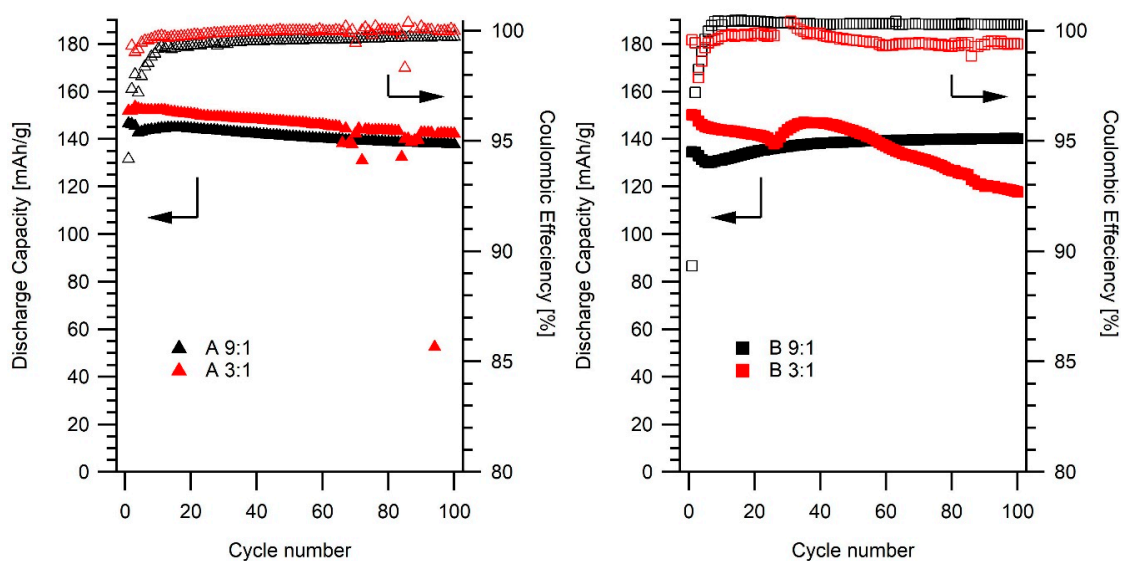 Discharge Capacity [mAh/g]
180
160
140
120
100
80
60
40
20
0
A 9:1
A 3:1
0 20 40 60 80 100
Cycle number
100
95
90
85
80
Coulombic Effeciency [%]
Discharge Capacity [mAh/g]
180
160
140
120
100
80
60
40
20
0
B 9:1
B 3:1
0 20 40 60 80 100
Cycle number
100
95
90
85
80
Coulombic Effeciency [%]